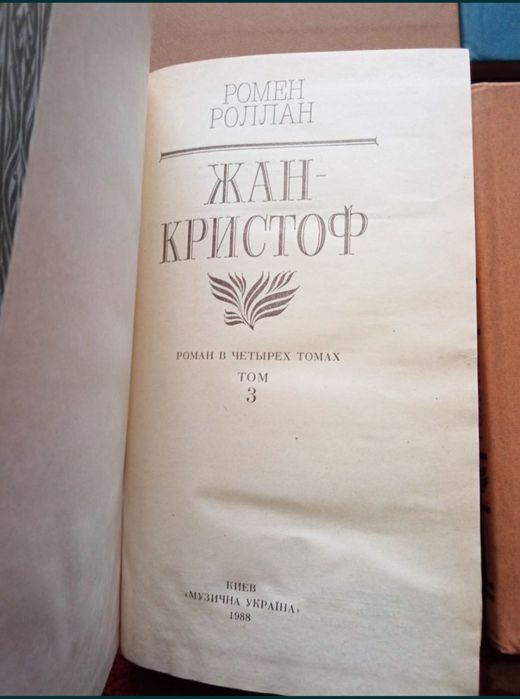 РОМЕН
РОЛЛАН
ЖАН-
КРИСТОФ
РОМАН В ЧЕТЫРЕХ ТОМАХ
ТОМ
3
КИЕВ
«МУЗИЧНА УКРАЇНА»
1988